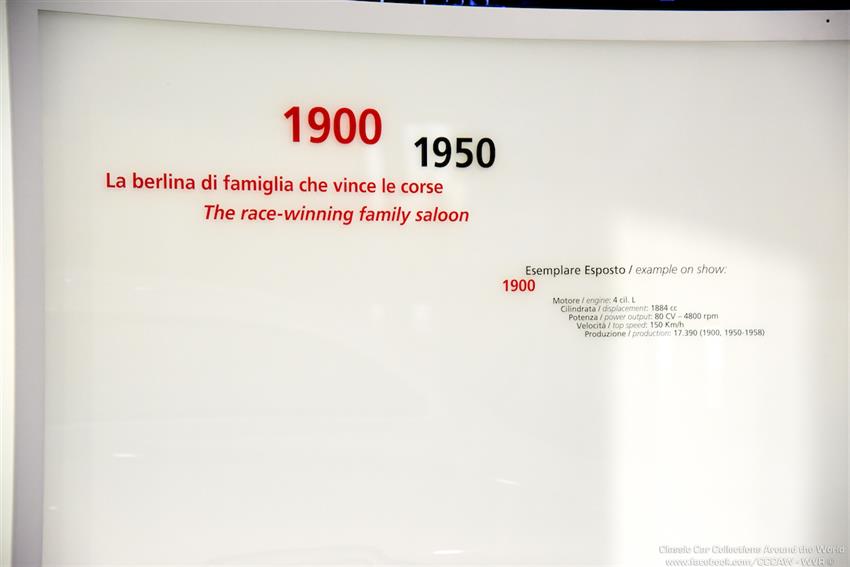 1900
1950
La berlina di famiglia che vince le corse
The race-winning family saloon
Esemplare Esposto / example on show:
1900
Motore / engine: 4 cil. L
Cilindrata / displacement: 1884 cc
Potenza / power output: 80 CV – 4800 rpm
Velocità / top speed: 150 Km/h
Produzione / production: 17.390 (1900, 1950-1958)
Classic Car Collections Around the World
www.facebook.com/CCCAW - WVR ©